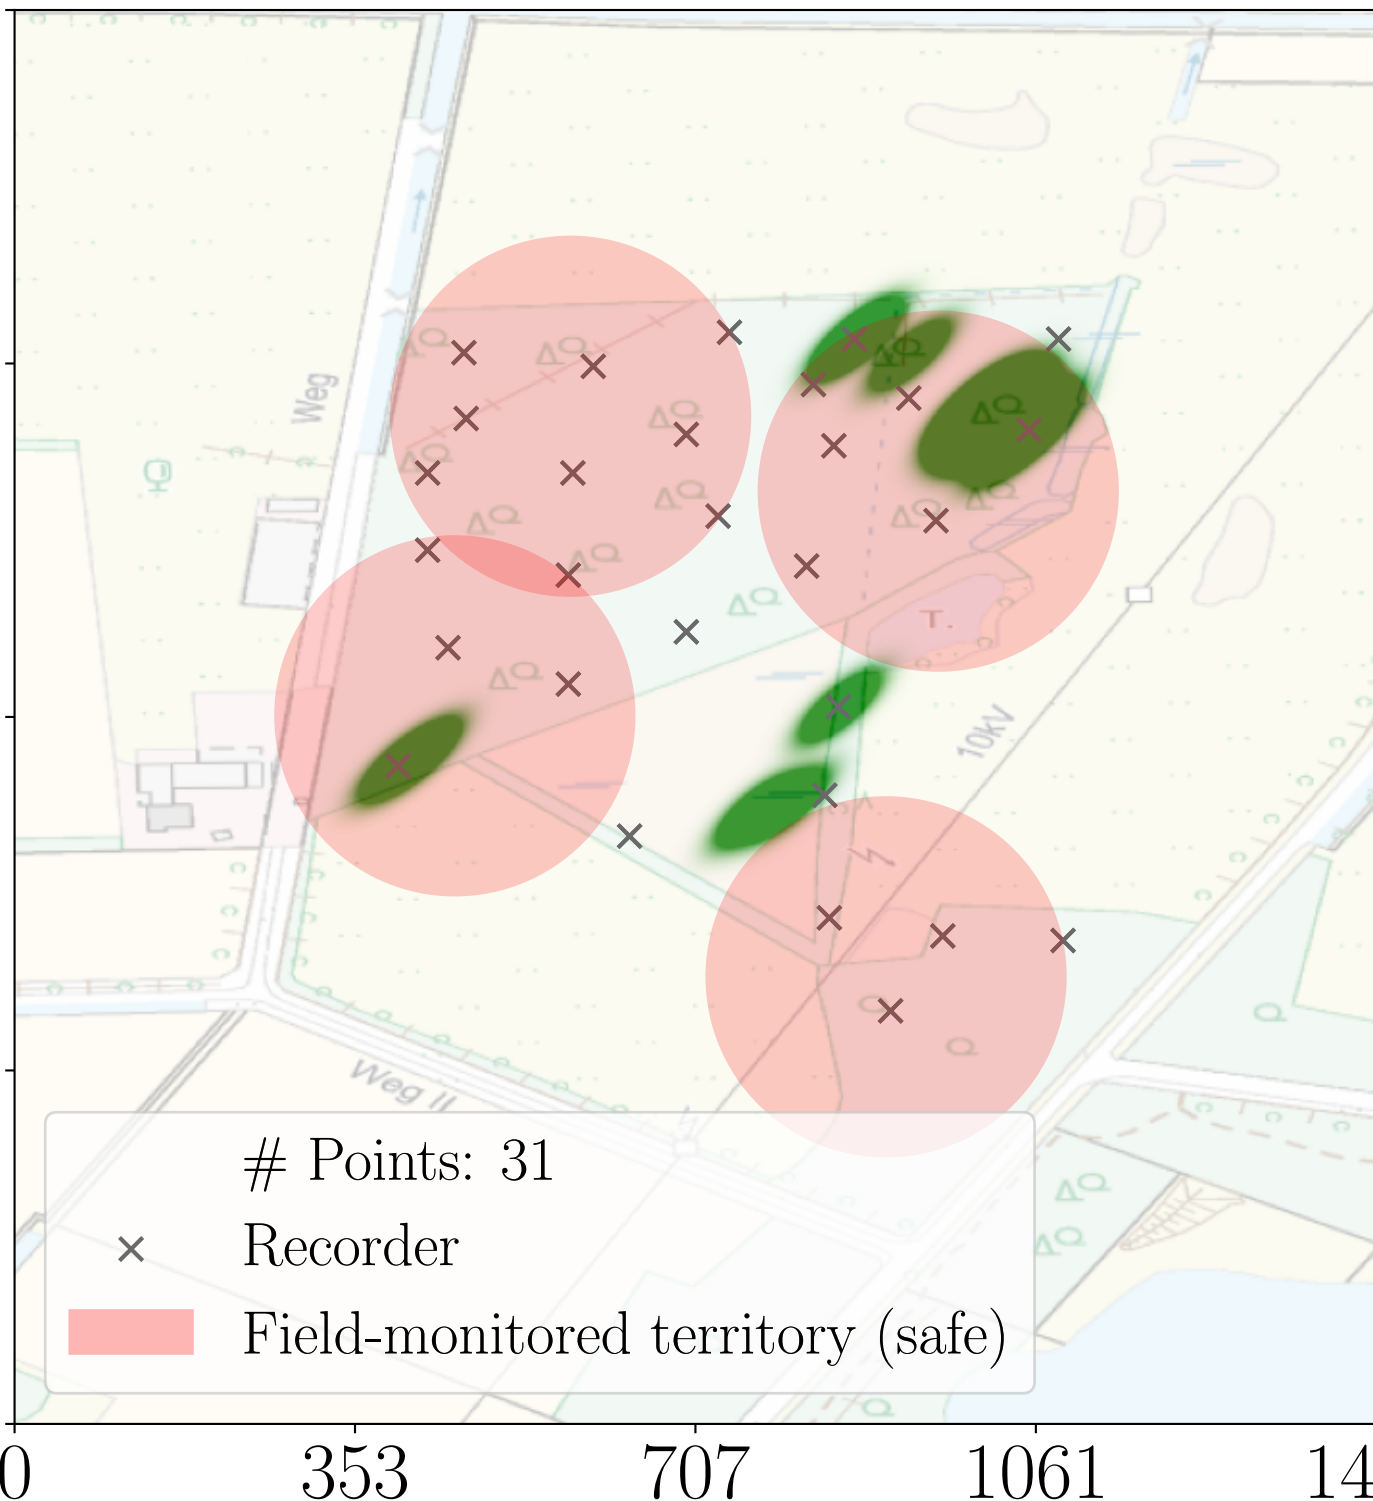 Weg
T.
10kV
Weg II
# Points: 31
Recorder
Field-monitored territory (safe)
0 353 707 1061 14